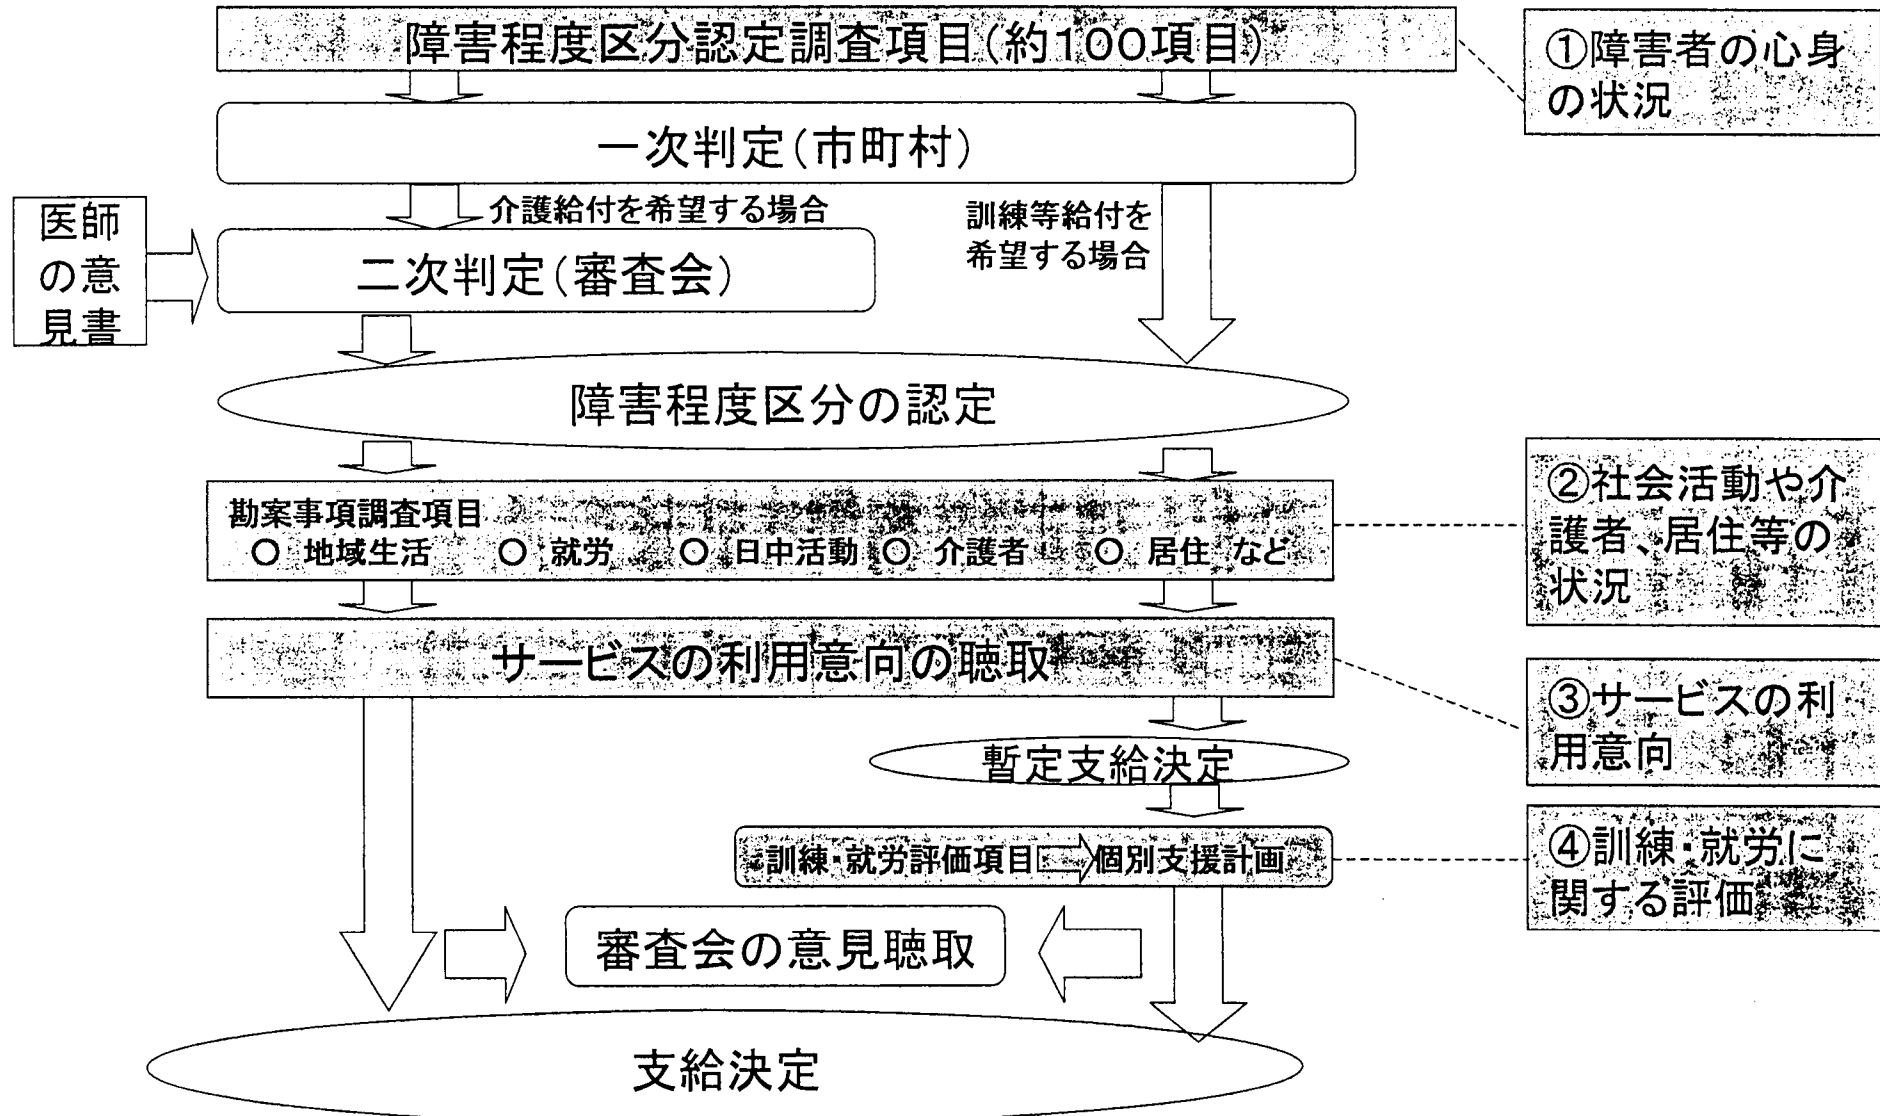 障害程度区分認定調査項目(約100項目)
①障害者の心身
の状況
一次判定(市町村)
介護給付を希望する場合
訓練等給付を
希望する場合
医師
の意
見書
二次判定(審査会)
障害程度区分の認定
勘案事項調査項目
○ 地域生活 ○ 就労 ○ 日中活動 ○ 介護者 ○ 居住 など
②社会活動や介
護者、居住等の
状況
サービスの利用意向の聴取
③サービスの利
用意向
暫定支給決定
訓練・就労評価項目
個別支援計画
④訓練・就労に
関する評価
審査会の意見聴取
支給決定